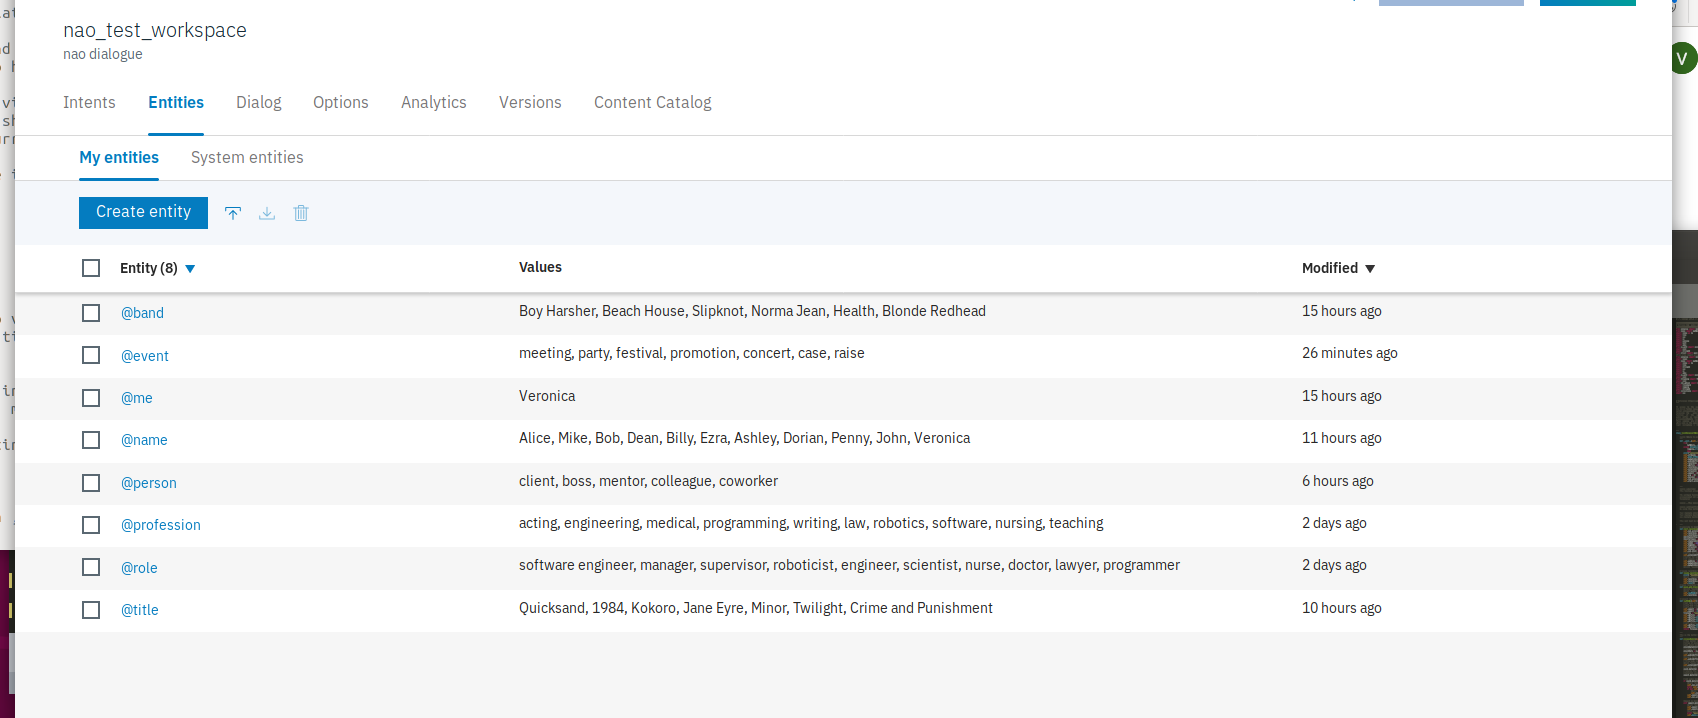 nao_test_workspace
nao dialogue
Intents Entities Dialog Options Analytics Versions Content Catalog
My entities System entities
Create entity
Entity (8) Values Modified
@band Boy Harsher, Beach House, Slipknot, Norma Jean, Health, Blonde Redhead 15 hours ago
@event meeting, party, festival, promotion, concert, case, raise 26 minutes ago
@me Veronica 15 hours ago
@name Alice, Mike, Bob, Dean, Billy, Ezra, Ashley, Dorian, Penny, John, Veronica 11 hours ago
@person client, boss, mentor, colleague, coworker 6 hours ago
@profession acting, engineering, medical, programming, writing, law, robotics, software, nursing, teaching 2 days ago
@role software engineer, manager, supervisor, roboticist, engineer, scientist, nurse, doctor, lawyer, programmer 2 days ago
@title Quicksand, 1984, Kokoro, Jane Eyre, Minor, Twilight, Crime and Punishment 10 hours ago
V